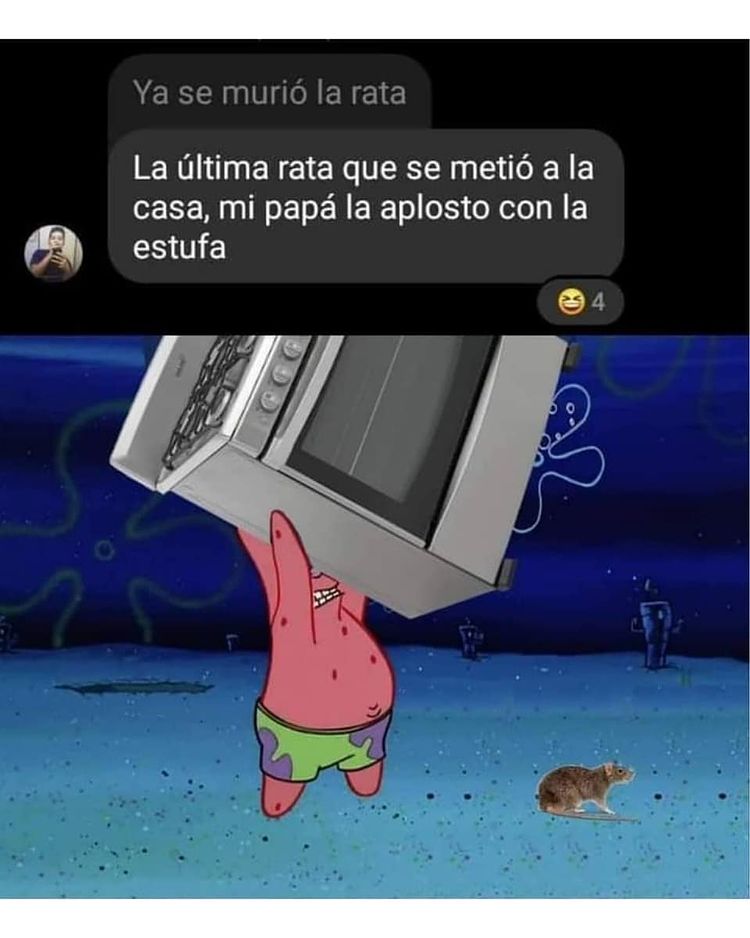 Ya se murió la rata
La última rata que se metió a la
casa, mi papá la aplosto con la
estufa
4